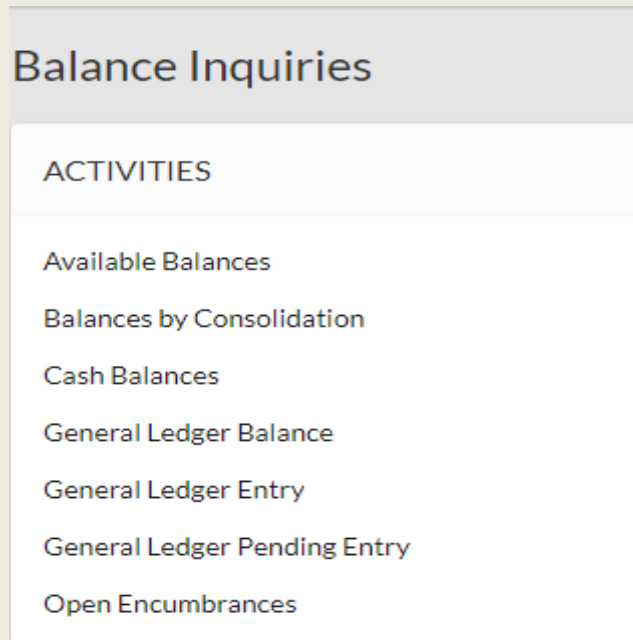 Balance Inquiries
ACTIVITIES
Available Balances
Balances by Consolidation
Cash Balances
General Ledger Balance
General Ledger Entry
General Ledger Pending Entry
Open Encumbrances